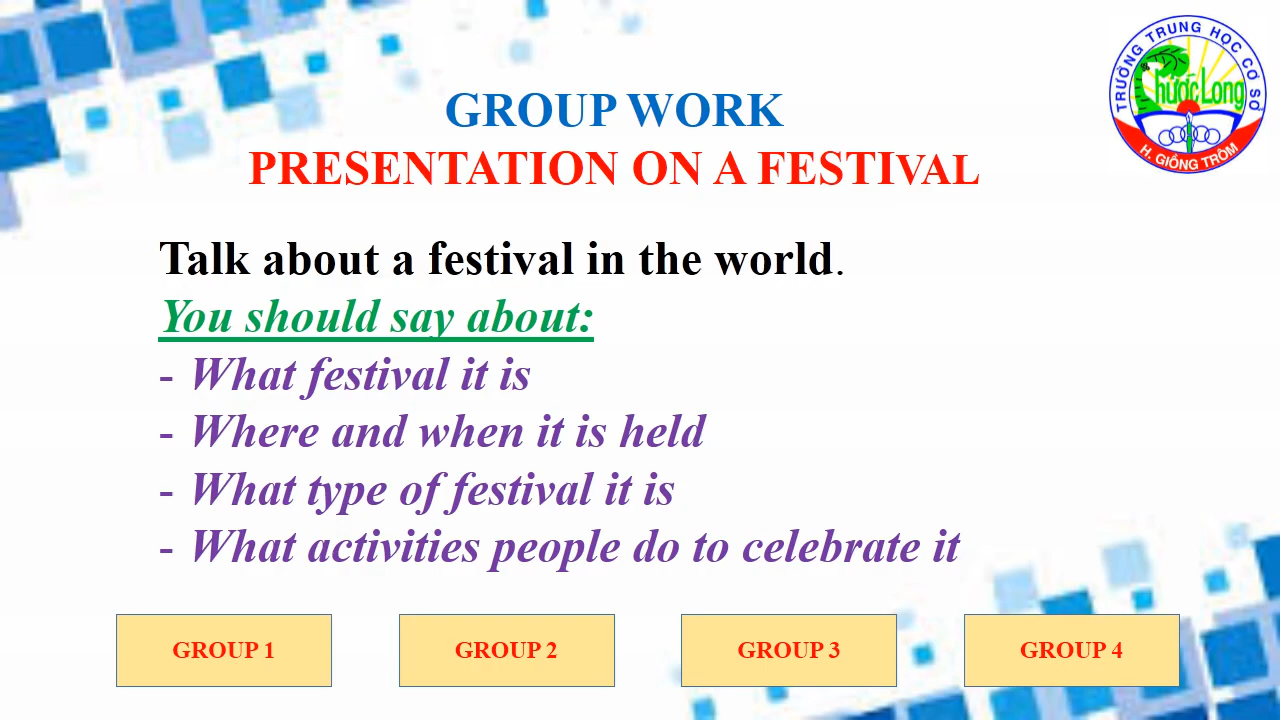 GROUP WORK
PRESENTATION ON A FESTIVAL
TRƯỜNG TRUNG HỌC CƠ SỞ
Phước Long
H. GIỒNG TRÔM
Talk about a festival in the world.
You should say about:
- What festival it is
- Where and when it is held
- What type of festival it is
- What activities people do to celebrate it
GROUP 1
GROUP 2
GROUP 3
GROUP 4